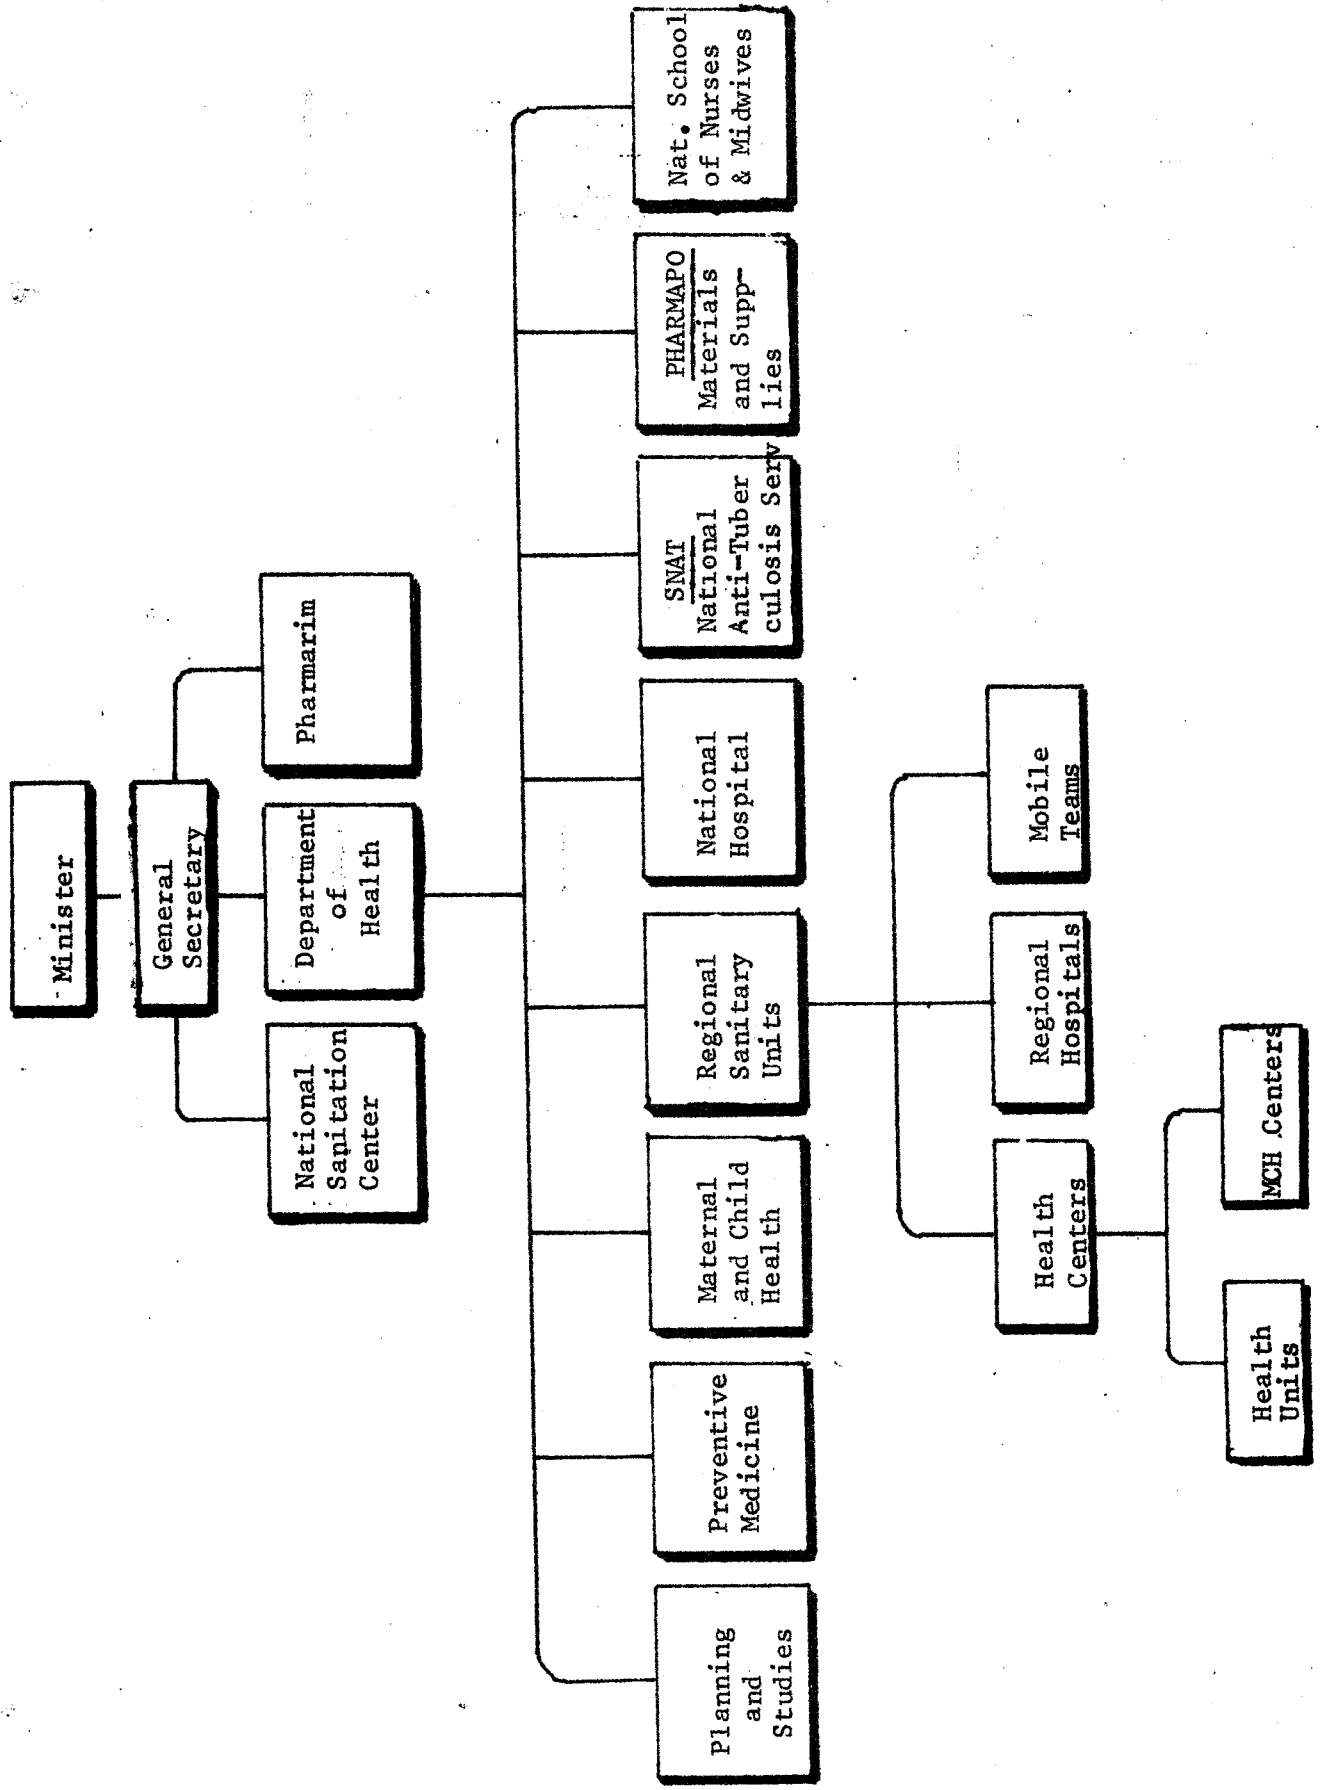 Minister
General
Secretary
National
Sanitation
Center
Department
of
Health
Pharmarim
Planning
and
Studies
Preventive
Medicine
Maternal
and Child
Health
Regional
Sanitary
Units
National
Hospital
SNAT
National
Anti-Tuber
culosis Serv
PHARMAPO
Materials
and Supp-
lies
Nat. School
of Nurses
& Midwives
Health
Centers
Regional
Hospitals
Mobile
Teams
Health
Units
MCH Centers